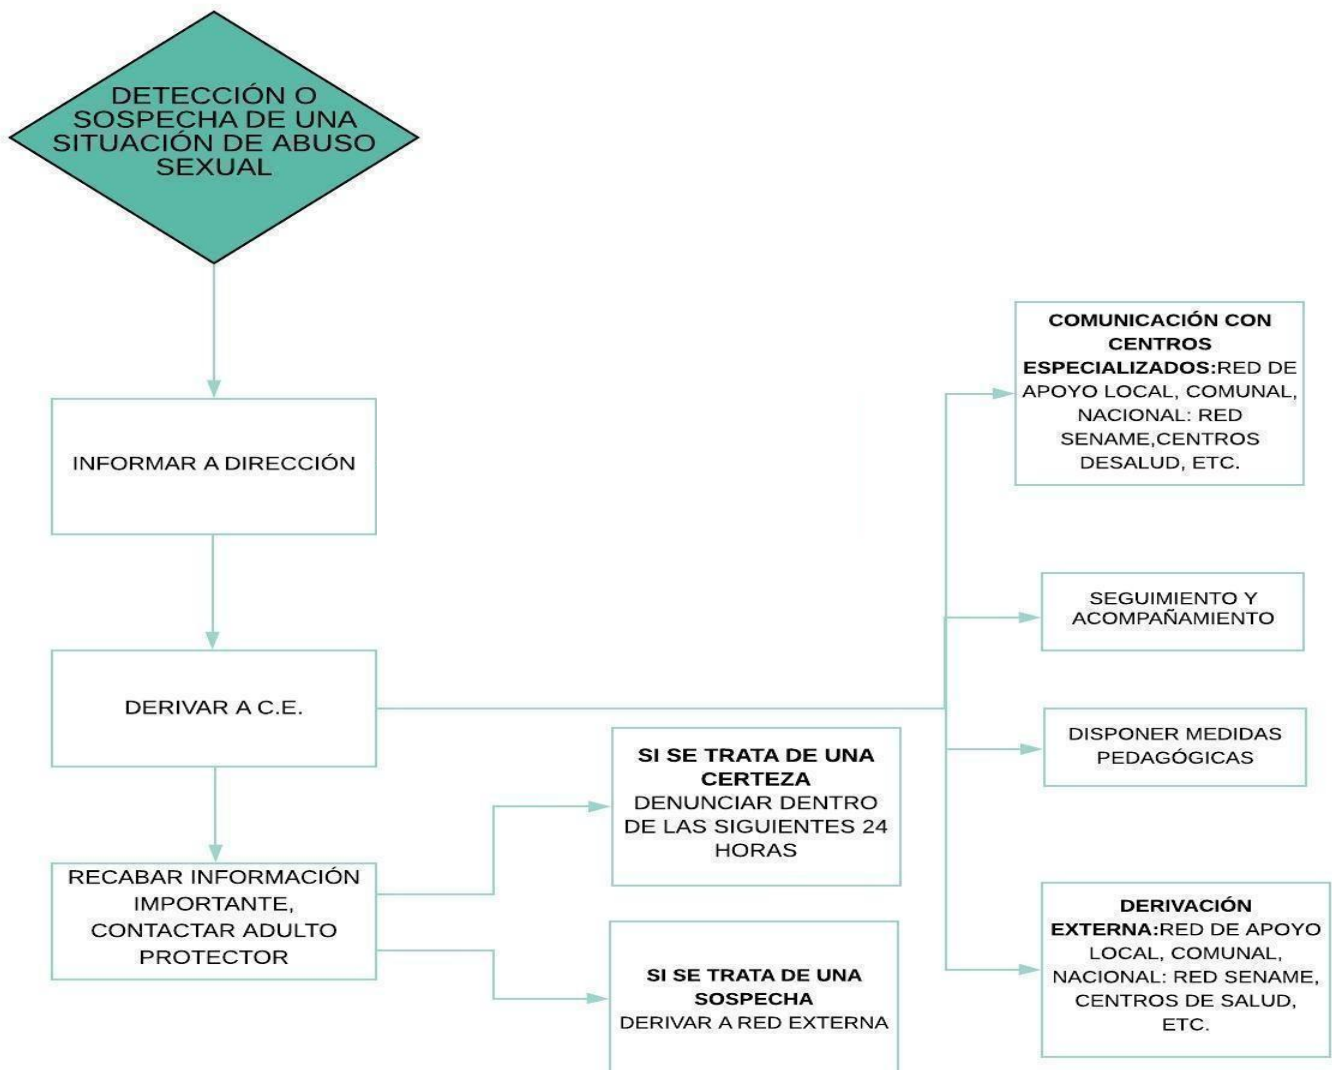 DETECCIÓN O
SOSPECHA DE UNA
SITUACIÓN DE ABUSO
SEXUAL
INFORMAR A DIRECCIÓN
DERIVAR A C.E.
RECABAR INFORMACIÓN
IMPORTANTE,
CONTACTAR ADULTO
PROTECTOR
SI SE TRATA DE UNA
CERTEZA
DENUNCIAR DENTRO
DE LAS SIGUIENTES 24
HORAS
SI SE TRATA DE UNA
SOSPECHA
DERIVAR A RED EXTERNA
COMUNICACIÓN CON
CENTROS
ESPECIALIZADOS:RED DE
APOYO LOCAL, COMUNAL,
NACIONAL: RED
SENAME,CENTROS
DESALUD, ETC.
SEGUIMIENTO Y
ACOMPAÑAMIENTO
DISPONER MEDIDAS
PEDAGÓGICAS
DERIVACIÓN
EXTERNA:RED DE APOYO
LOCAL, COMUNAL,
NACIONAL: RED SENAME,
CENTROS DE SALUD,
ETC.